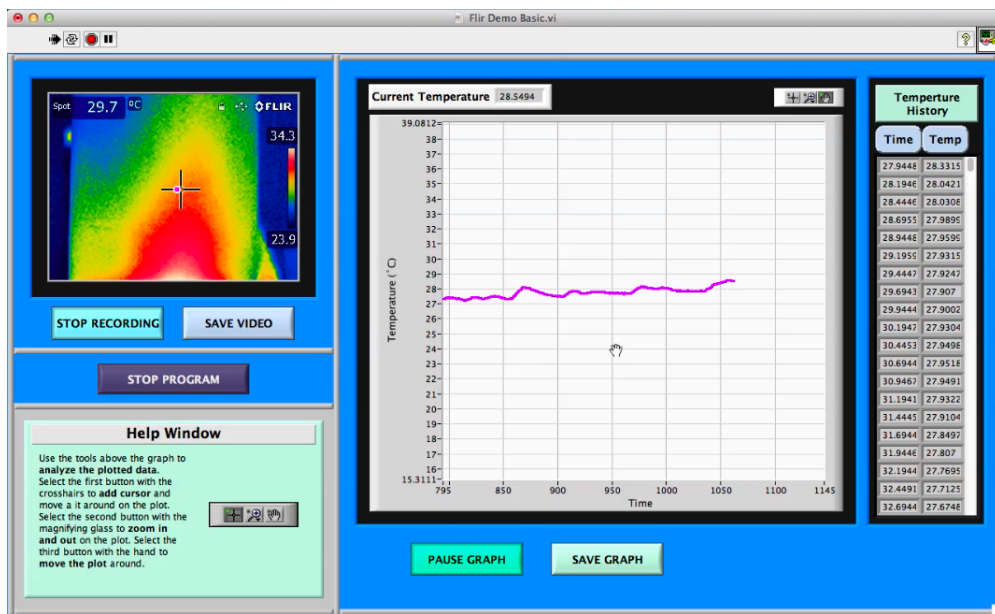 Flir Demo Basic.vi
?
Spot 29.7 °C FLIR
34.3
23.9
STOP RECORDING SAVE VIDEO
STOP PROGRAM
Help Window
Use the tools above the graph to
analyze the plotted data.
Select the first button with the
crosshairs to add cursor and
move a it around on the plot.
Select the second button with the
magnifying glass to zoom in
and out on the plot. Select the
third button with the hand to
move the plot around.
Current Temperature 28.5494
39.0812
38
37
36
35
34
33
32
31
30
29
28
27
26
25
24
23
22
21
20
19
18
17
16
15.3111
Temperature (°C)
795 850 900 950 1000 1050 1100 1145
Time
PAUSE GRAPH SAVE GRAPH
Temperture
History
Time Temp
27.9448 28.3315
28.1946 28.0421
28.4446 28.0308
28.6955 27.9899
28.9448 27.9599
29.1955 27.9315
29.4447 27.9247
29.6943 27.907
29.9444 27.9002
30.1947 27.9304
30.4453 27.9498
30.6944 27.9518
30.9467 27.9491
31.1941 27.9322
31.4445 27.9104
31.6944 27.8497
31.9446 27.807
32.1944 27.7695
32.4491 27.7125
32.6944 27.6748